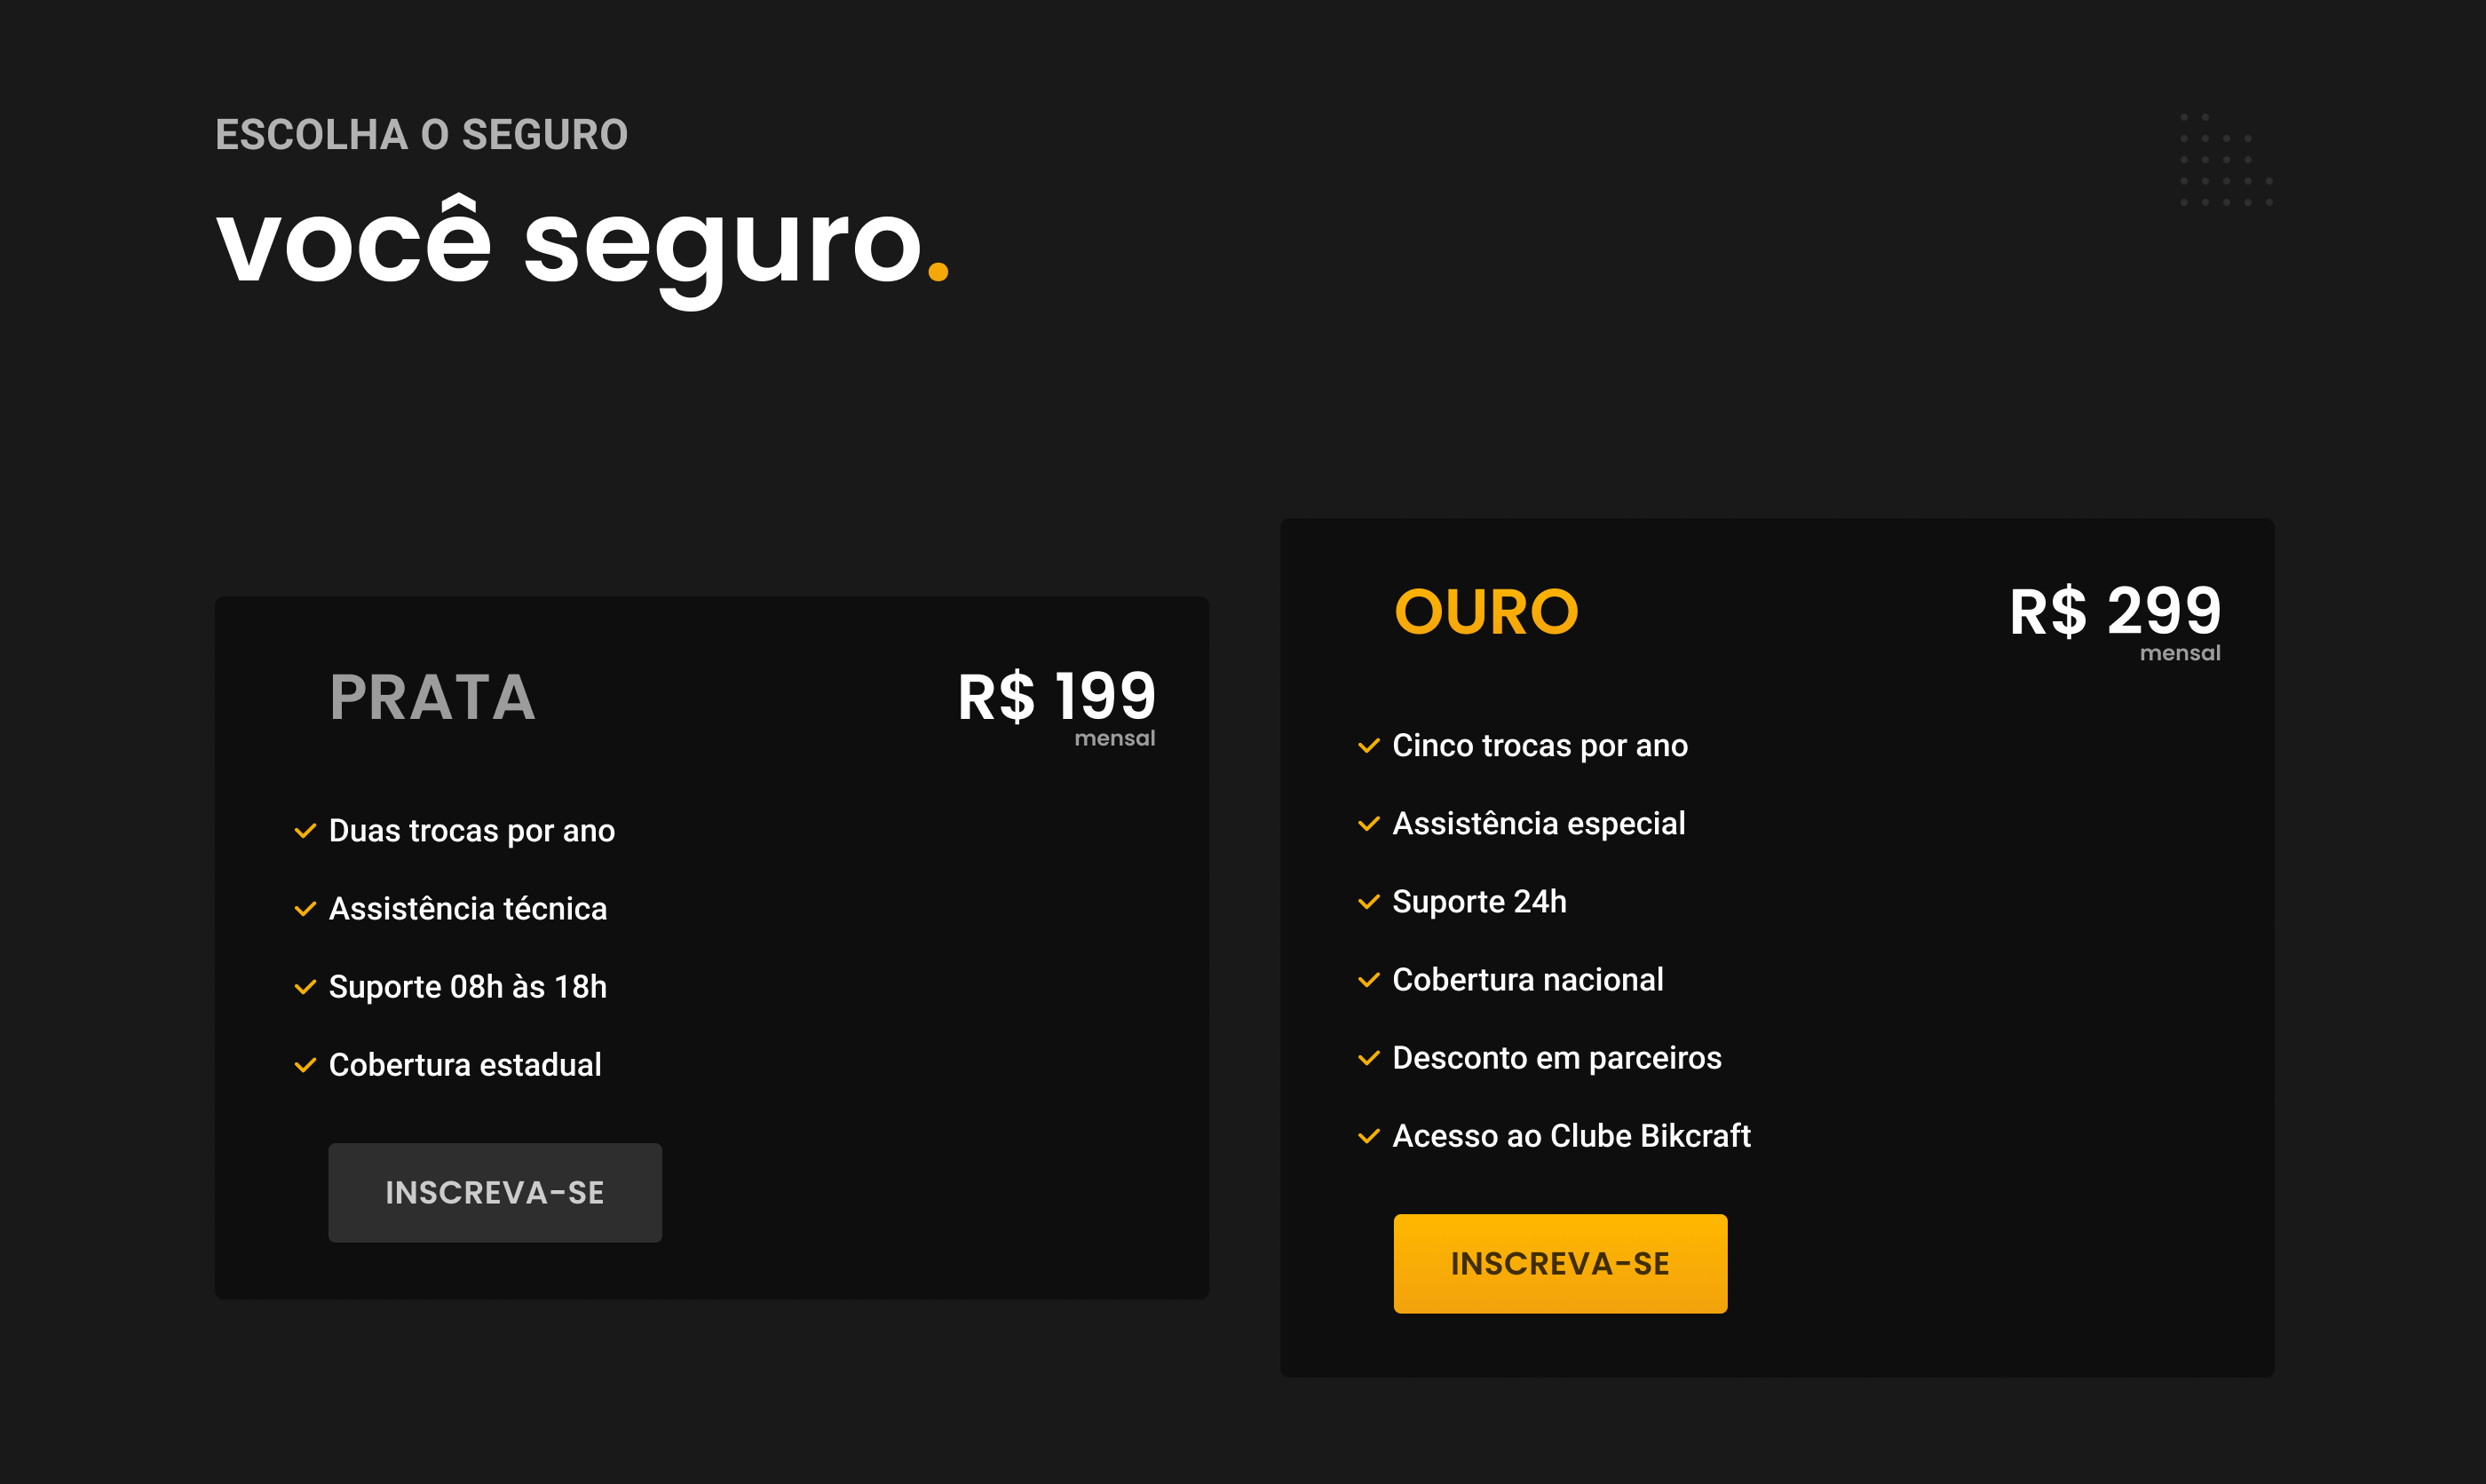 ESCOLHA O SEGURO
você seguro.
PRATA
R$ 199
mensal
Duas trocas por ano
Assistência técnica
Suporte 08h às 18h
Cobertura estadual
INSCREVA-SE
OURO
R$ 299
mensal
Cinco trocas por ano
Assistência especial
Suporte 24h
Cobertura nacional
Desconto em parceiros
Acesso ao Clube Bikcraft
INSCREVA-SE